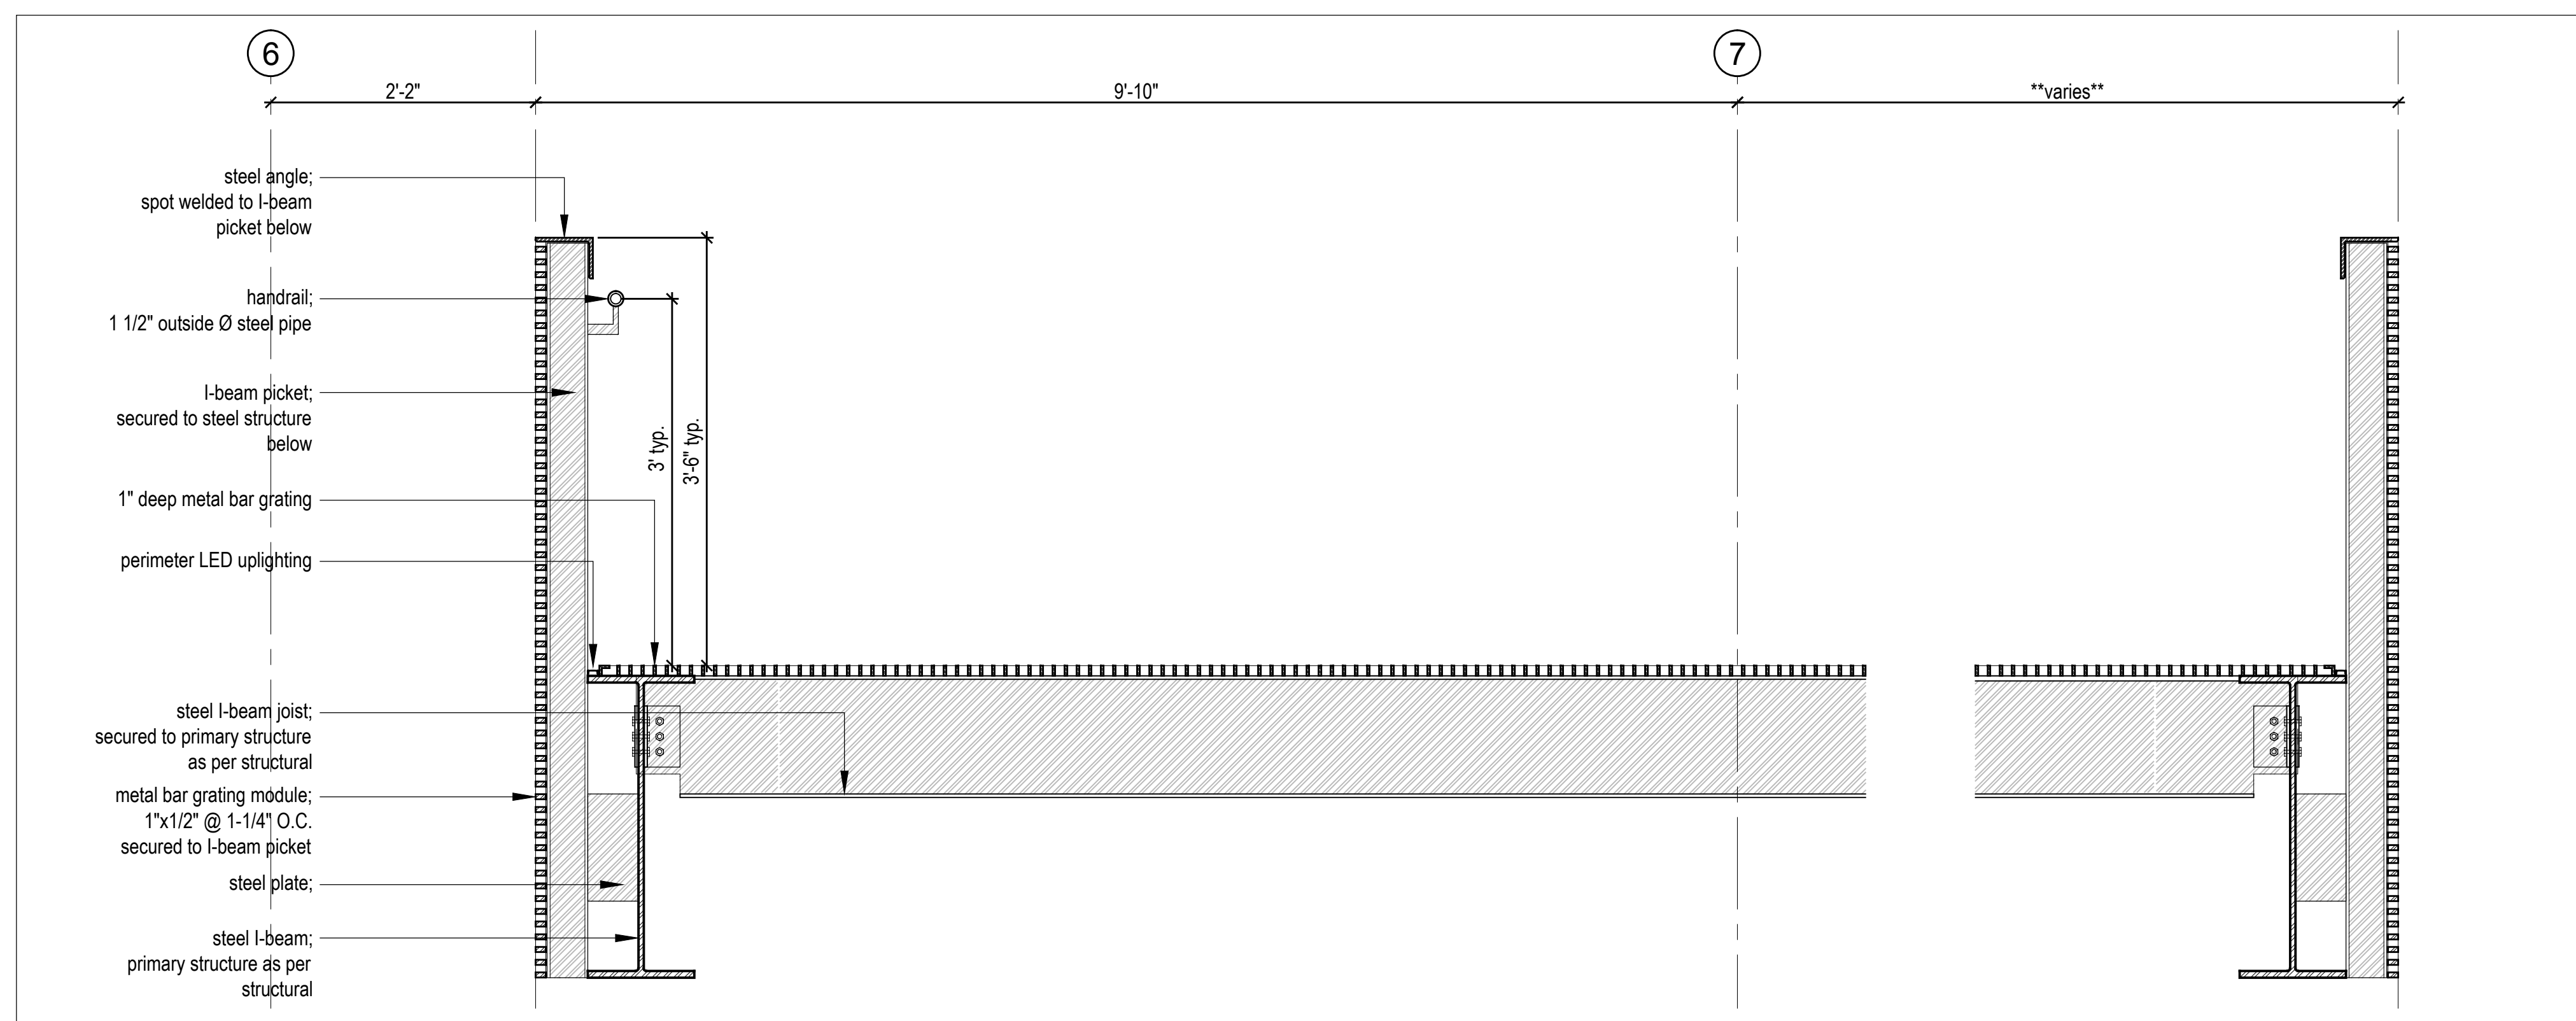 6
7
2'-2"
9'-10"
**varies**
steel angle;
spot welded to I-beam
picket below
handrail;
1 1/2" outside Ø steel pipe
I-beam picket;
secured to steel structure
below
3' typ.
3'-6" typ.
1" deep metal bar grating
perimeter LED uplighting
steel I-beam joist;
secured to primary structure
as per structural
metal bar grating module;
1"x1/2" @ 1-1/4" O.C.
secured to I-beam picket
steel plate;
steel I-beam;
primary structure as per
structural